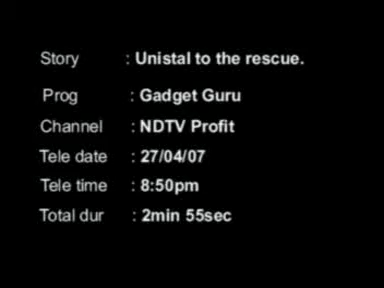 Story : Unistal to the rescue.
Prog : Gadget Guru
Channel : NDTV Profit
Tele date : 27/04/07
Tele time : 8:50pm
Total dur : 2min 55sec